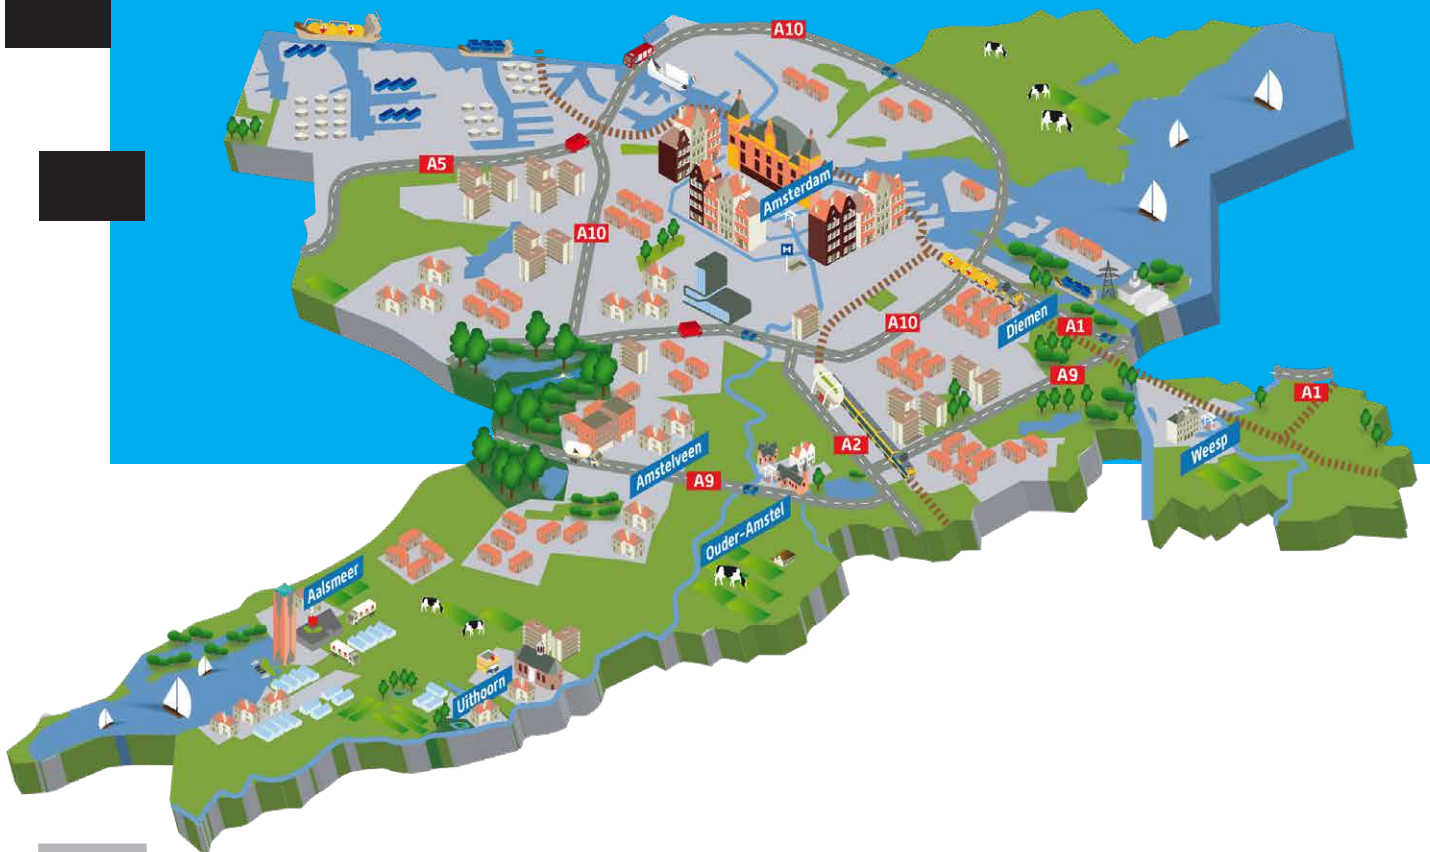 A10
A5
Amsterdam
A10
M
A10
Diemen
A1
A9
A1
A2
Weesp
Amstelveen
A9
Ouder-Amstel
Aalsmeer
Uithoorn